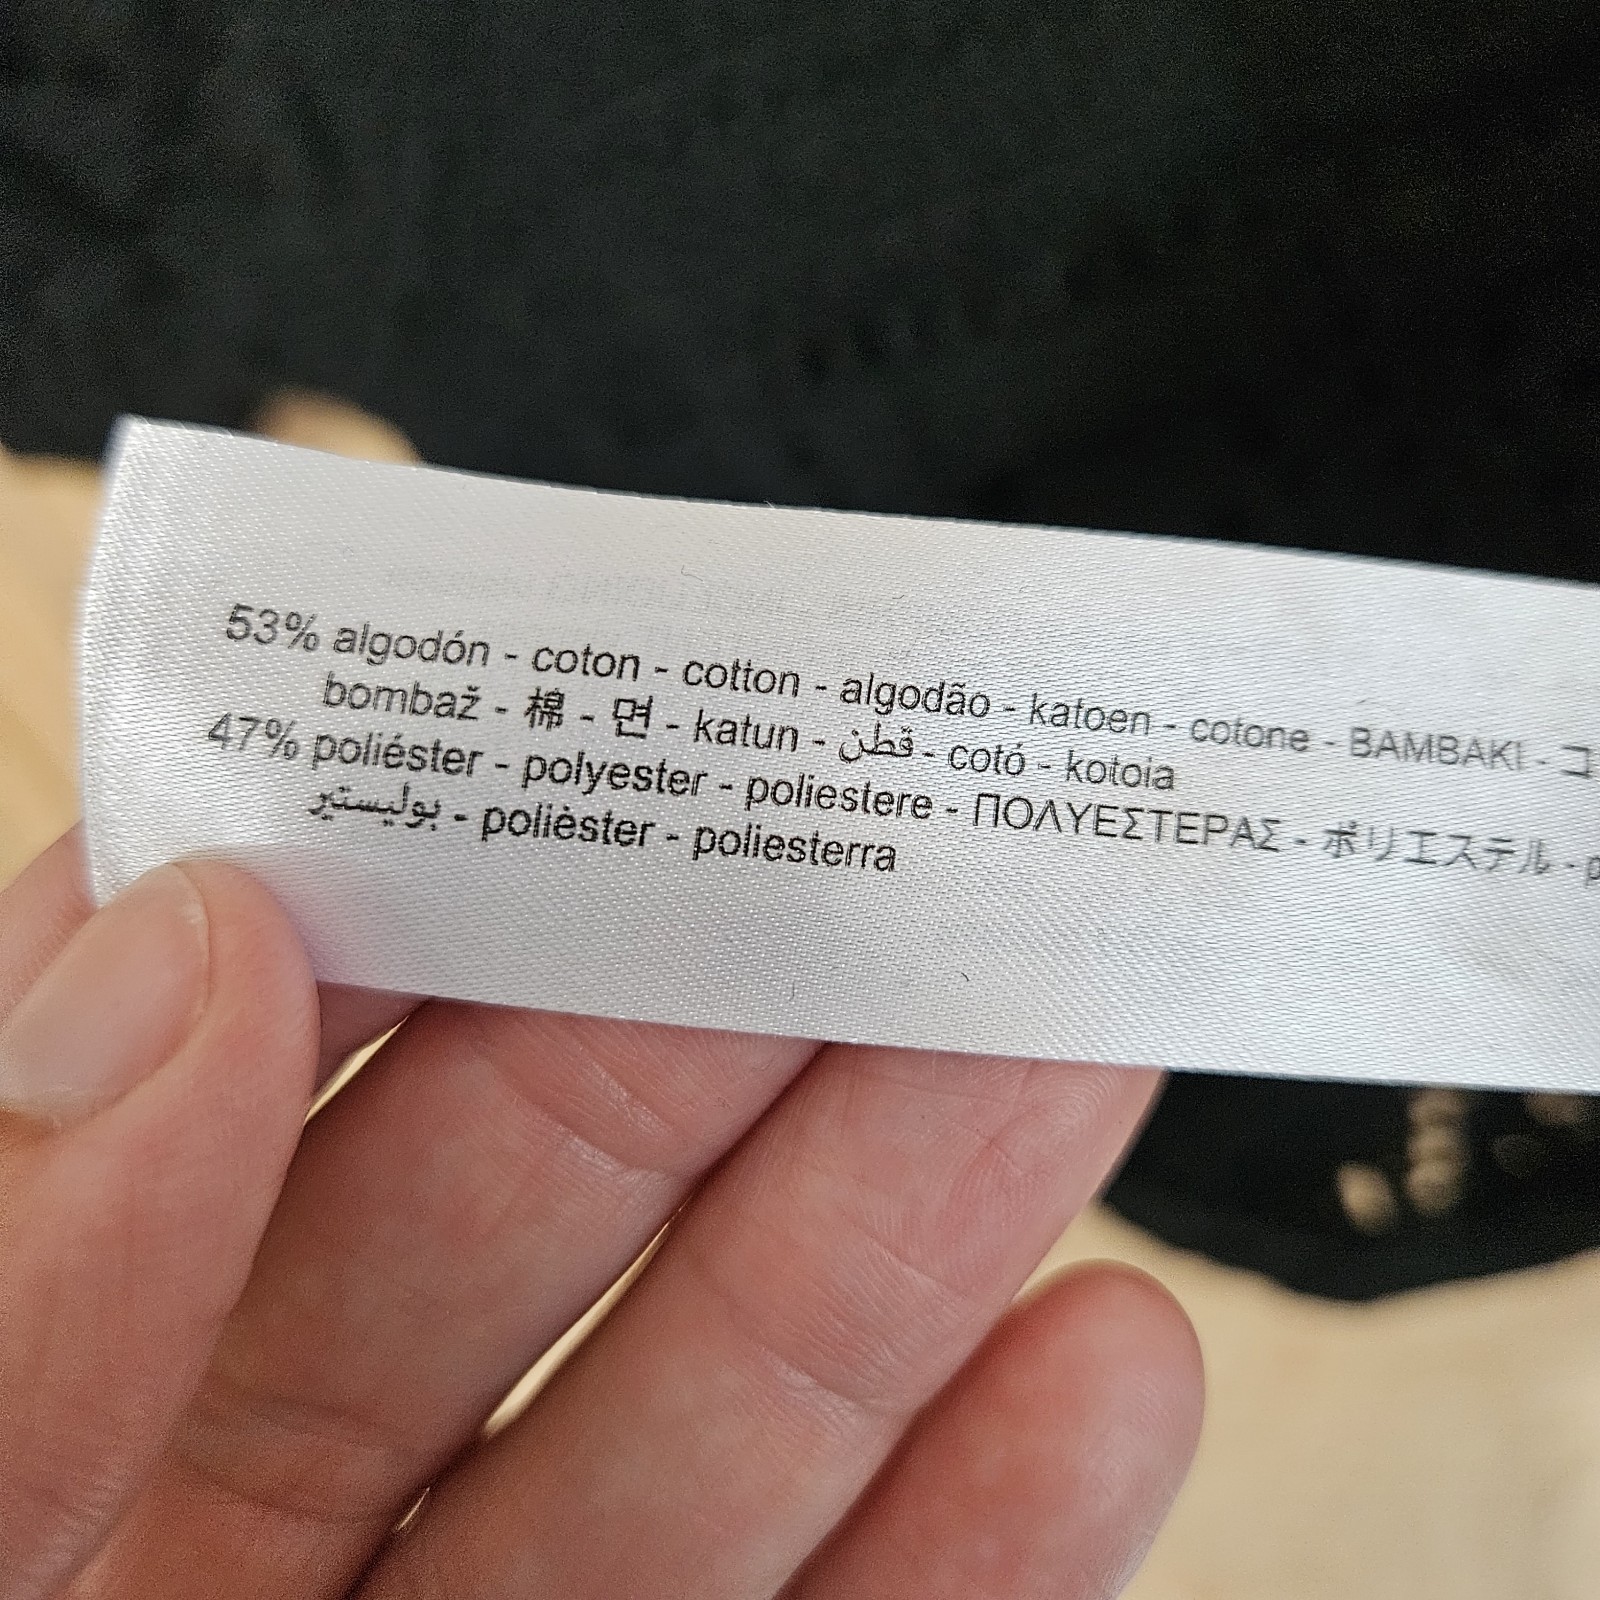 53% algodón - coton - cotton - algodão - katoen - cotone - BAMBAKI - コ
bombaž - 棉 - 면 - katun - قطن - cotó - kotoia
47% poliéster - polyester - poliestere - ΠΟΛΥΕΣΤΕΡΑΣ - ポリエステル - p
بوليستير - polièster - poliesterra